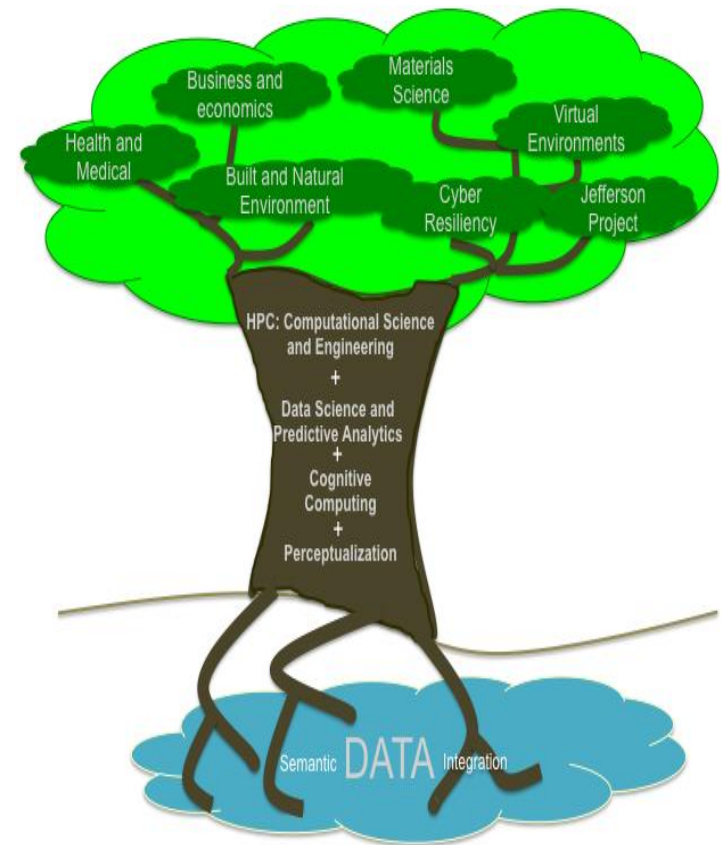 Materials
Science
Business and
economics
Virtual
Environments
Health and
Medical
Built and Natural
Environment
Cyber
Resiliency
Jefferson
Project
HPC: Computational Science
and Engineering
+
Data Science and
Predictive Analytics
+
Cognitive
Computing
+
Perceptualization
Semantic DATA Integration